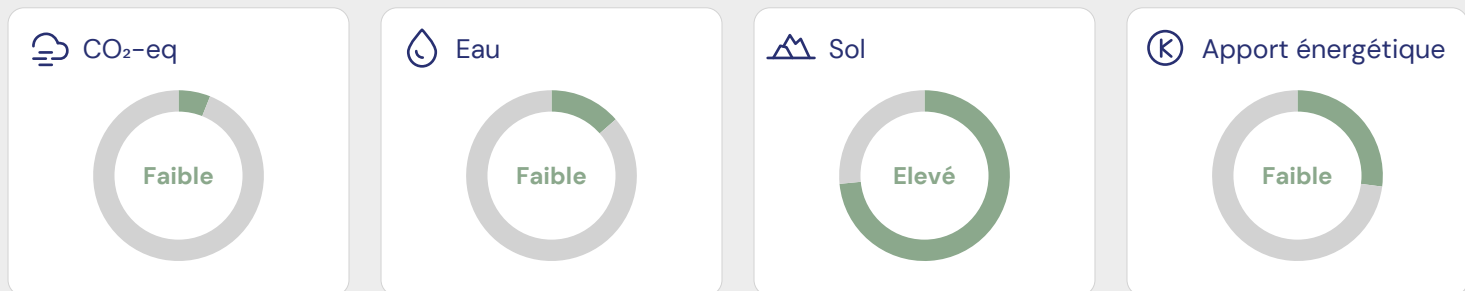 CO₂-eq
Faible
Eau
Faible
Sol
Elevé
Apport énergétique
Faible